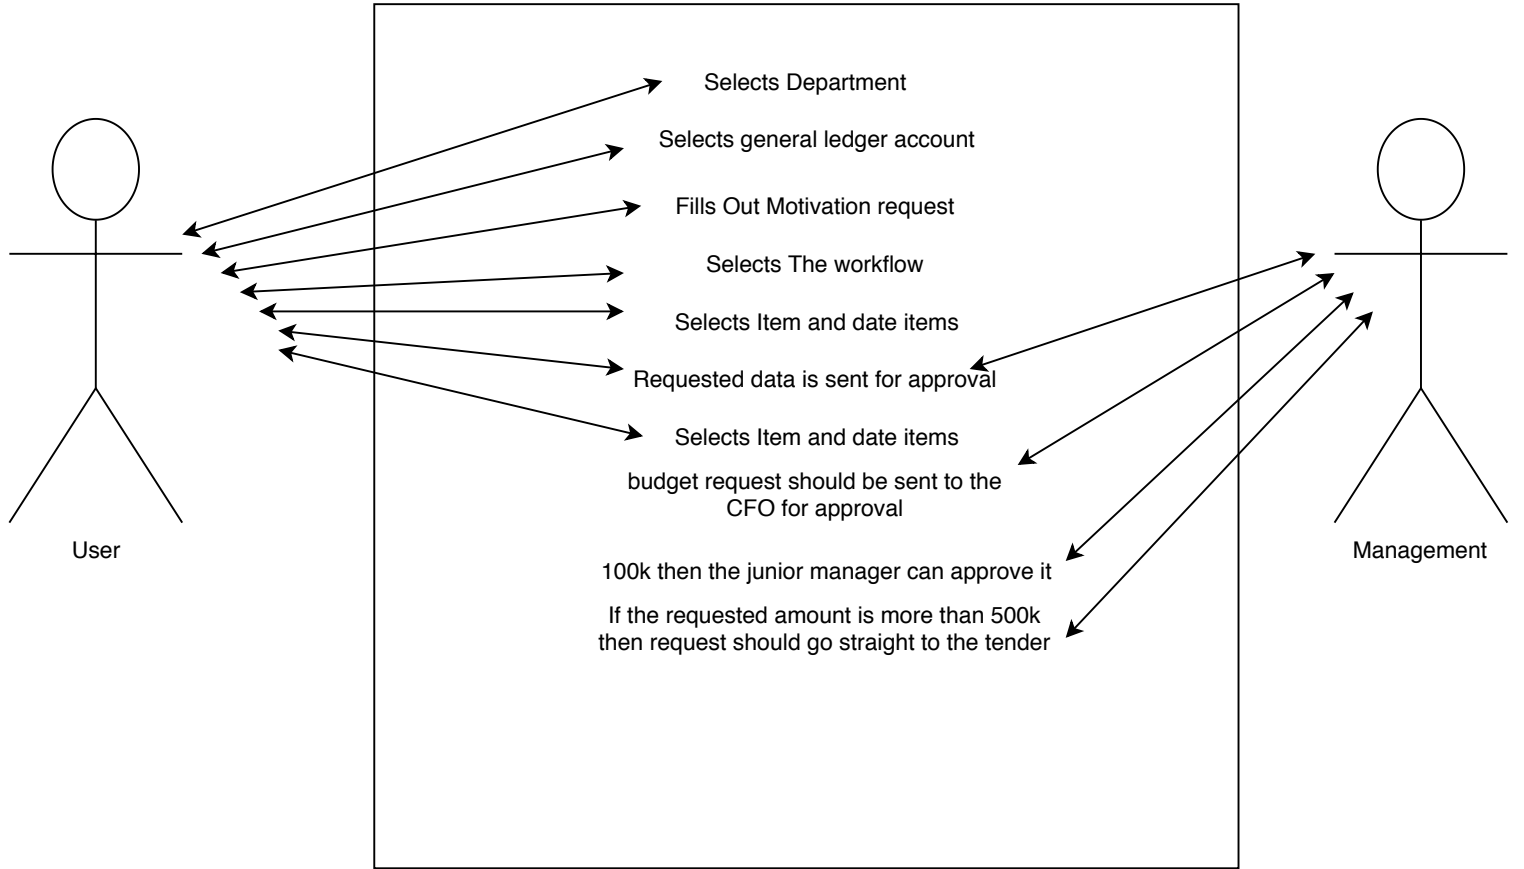 Selects Department
Selects general ledger account
Fills Out Motivation request
Selects The workflow
Selects Item and date items
Requested data is sent for approval
Selects Item and date items
budget request should be sent to the
CFO for approval
100k then the junior manager can approve it
If the requested amount is more than 500k
then request should go straight to the tender
User
Management